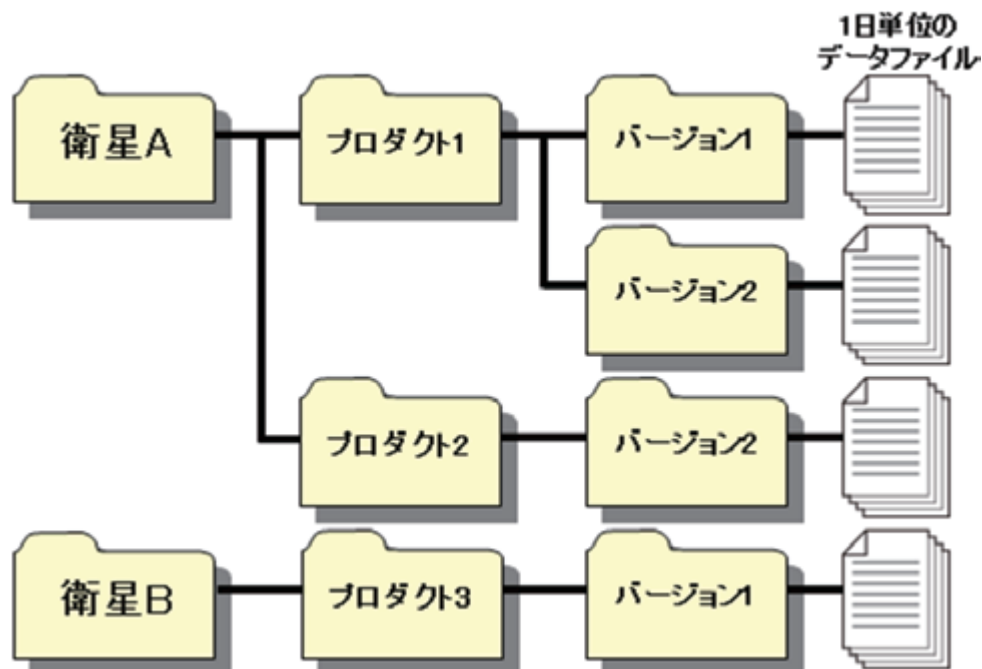 1日単位の
データファイル
衛星A
プロダクト1
バージョン1
バージョン2
プロダクト2
バージョン2
衛星B
プロダクト3
バージョン1